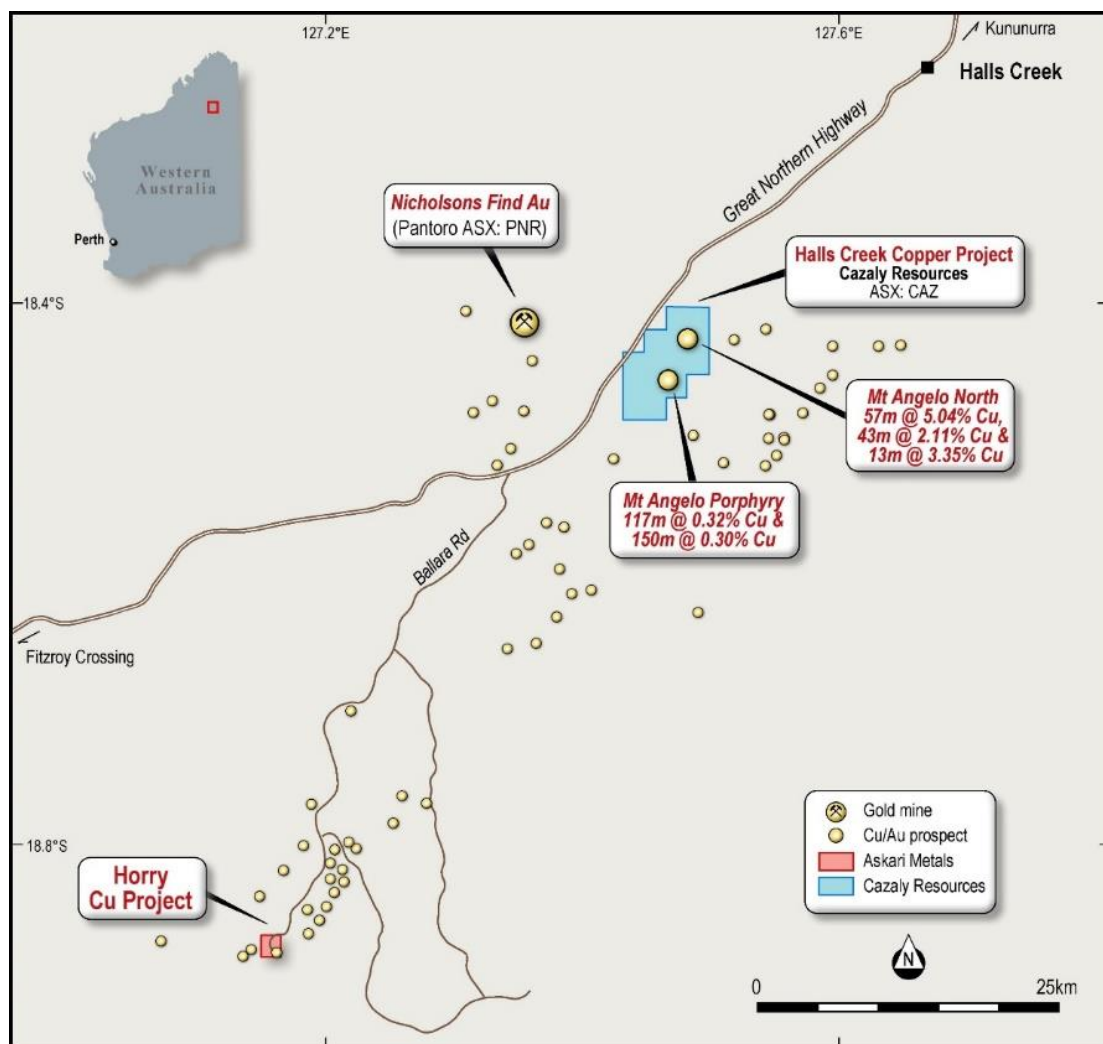 127.2°E
127.6°E
Kununurra
Halls Creek
Great Northern Highway
Western
Australia
Perth
Nicholsons Find Au
(Pantoro ASX: PNR)
Halls Creek Copper Project
Cazaly Resources
ASX: CAZ
18.4°S
Mt Angelo North
57m @ 5.04% Cu,
43m @ 2.11% Cu &
13m @ 3.35% Cu
Mt Angelo Porphyry
117m @ 0.32% Cu &
150m @ 0.30% Cu
Ballara Rd
Fitzroy Crossing
18.8°S
Horry
Cu Project
Gold mine
Cu/Au prospect
Askari Metals
Cazaly Resources
N
0
25km